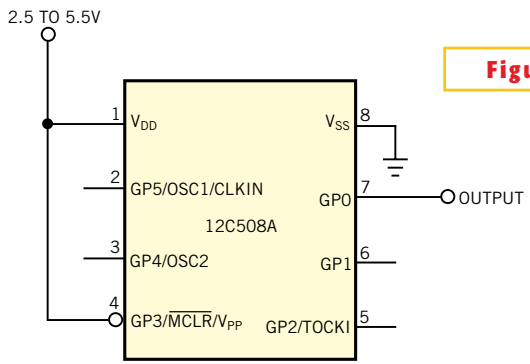 2.5 TO 5.5V
Figu
1
VDD
VSS
8
2
GP5/OSC1/CLKIN
7
GP0
OUTPUT
12C508A
3
GP4/OSC2
6
GP1
4
GP3/MCLR/VPP
GP2/TOCKI
5